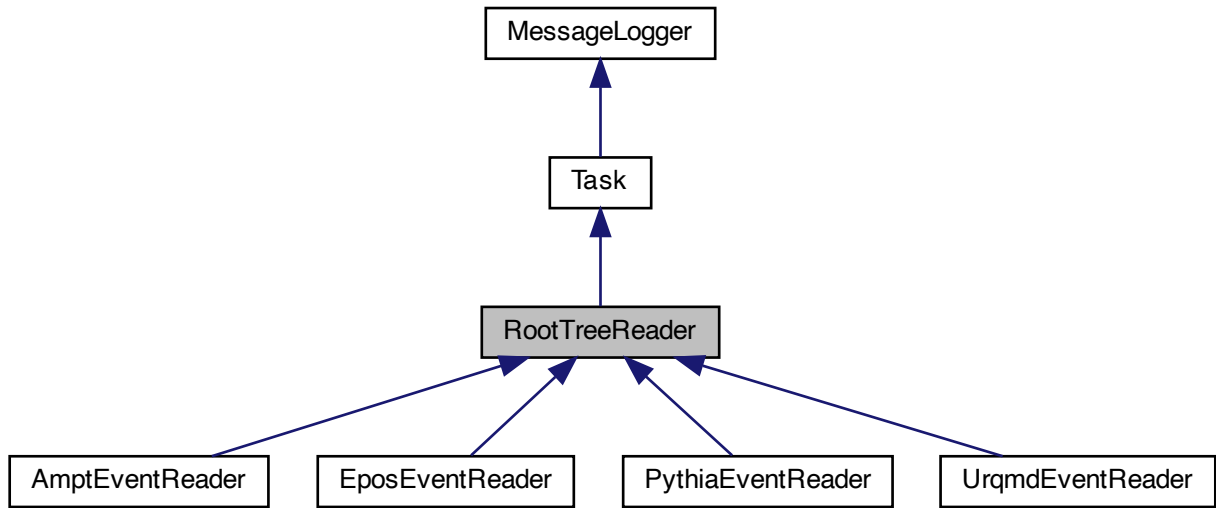 MessageLogger
Task
RootTreeReader
AmptEventReader
EposEventReader
PythiaEventReader
UrqmdEventReader